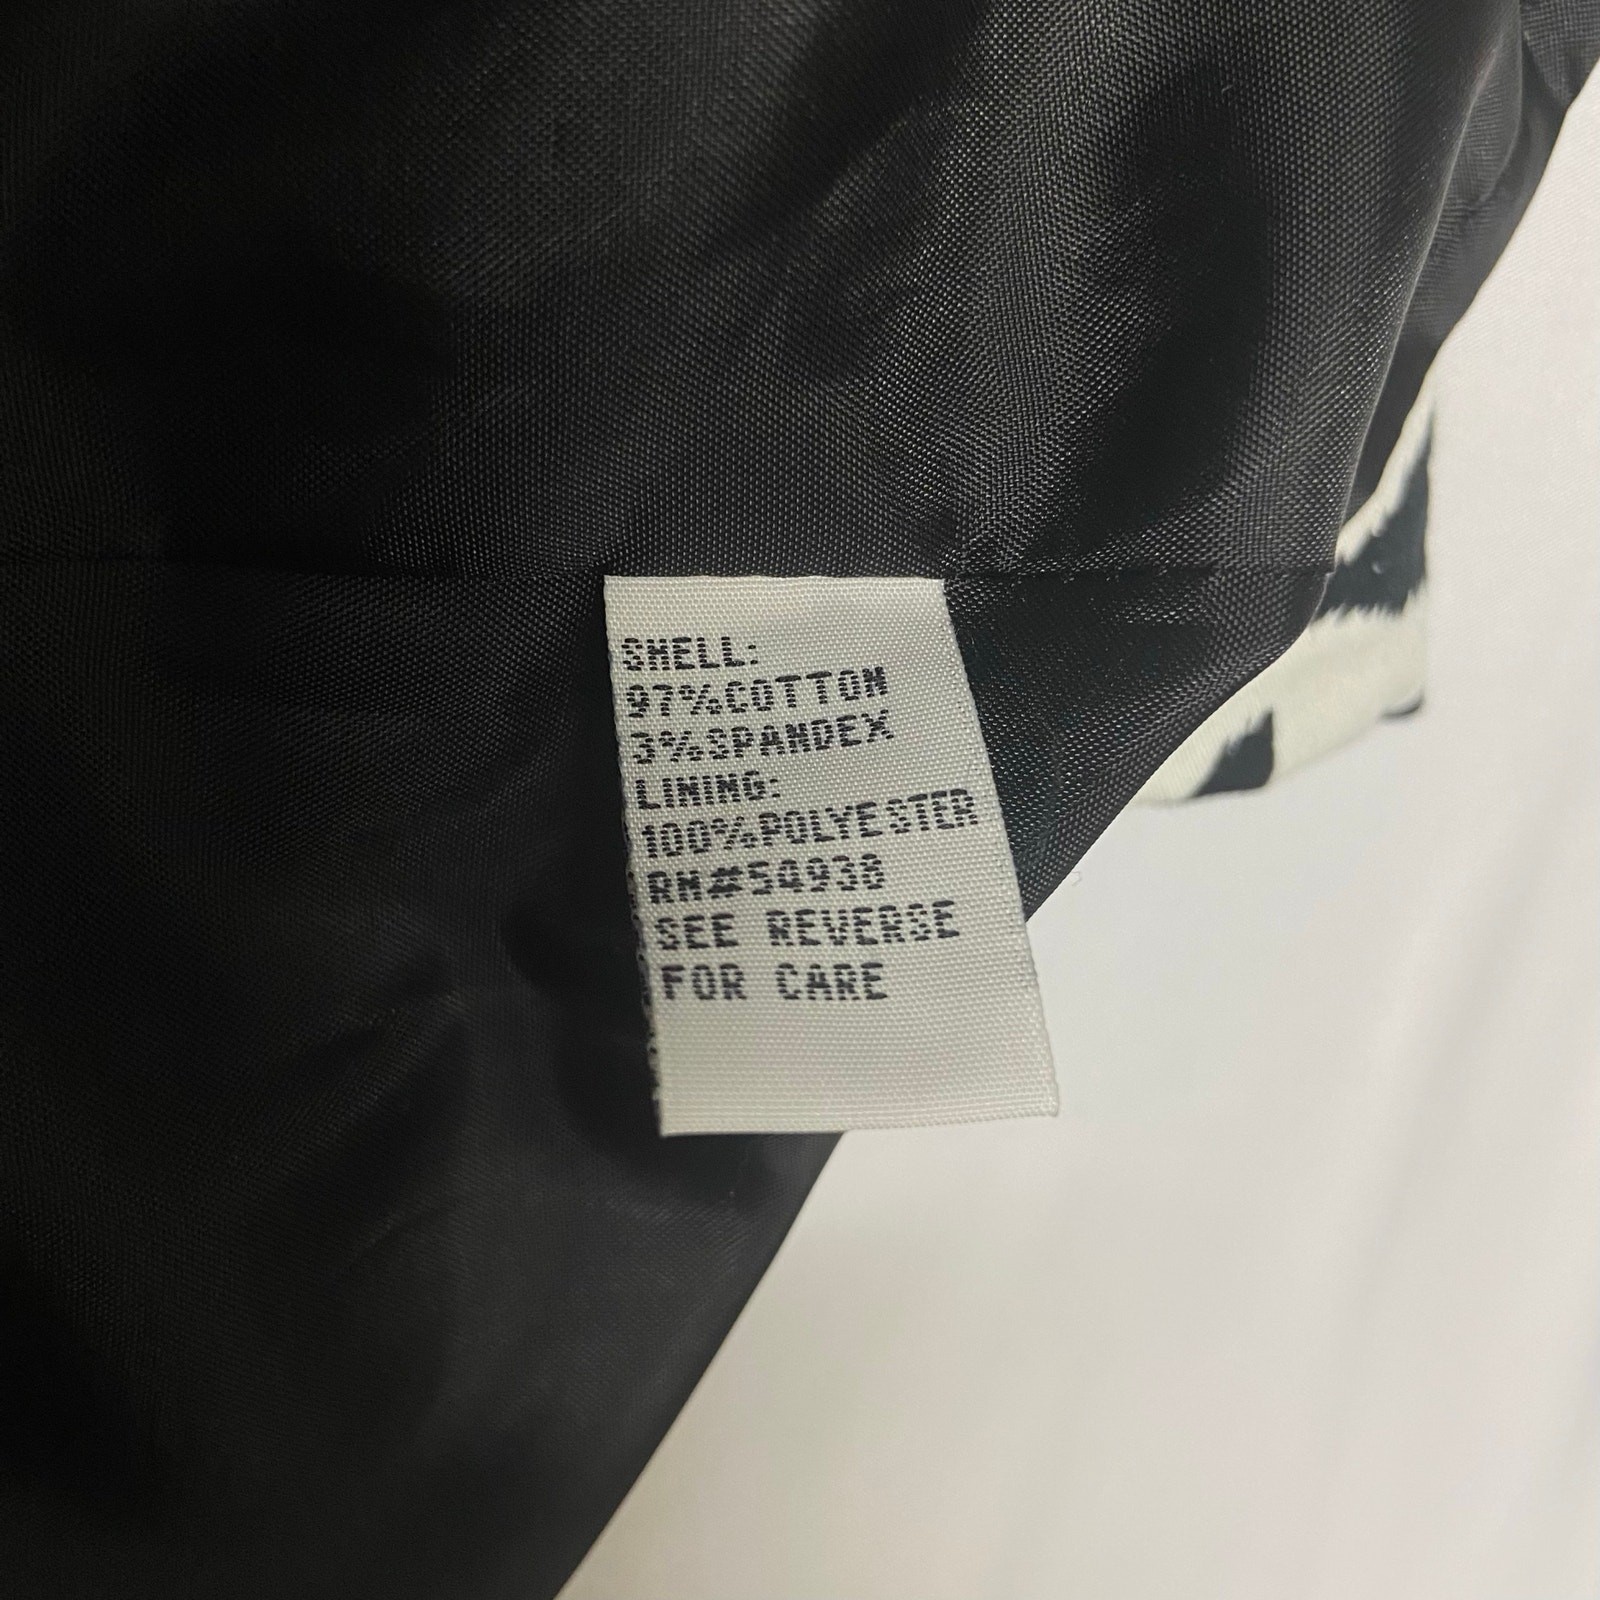 SHELL:
97%COTTON
3%SPANDEX
LINING:
100%POLYESTER
RN#54938
SEE REVERSE
FOR CARE